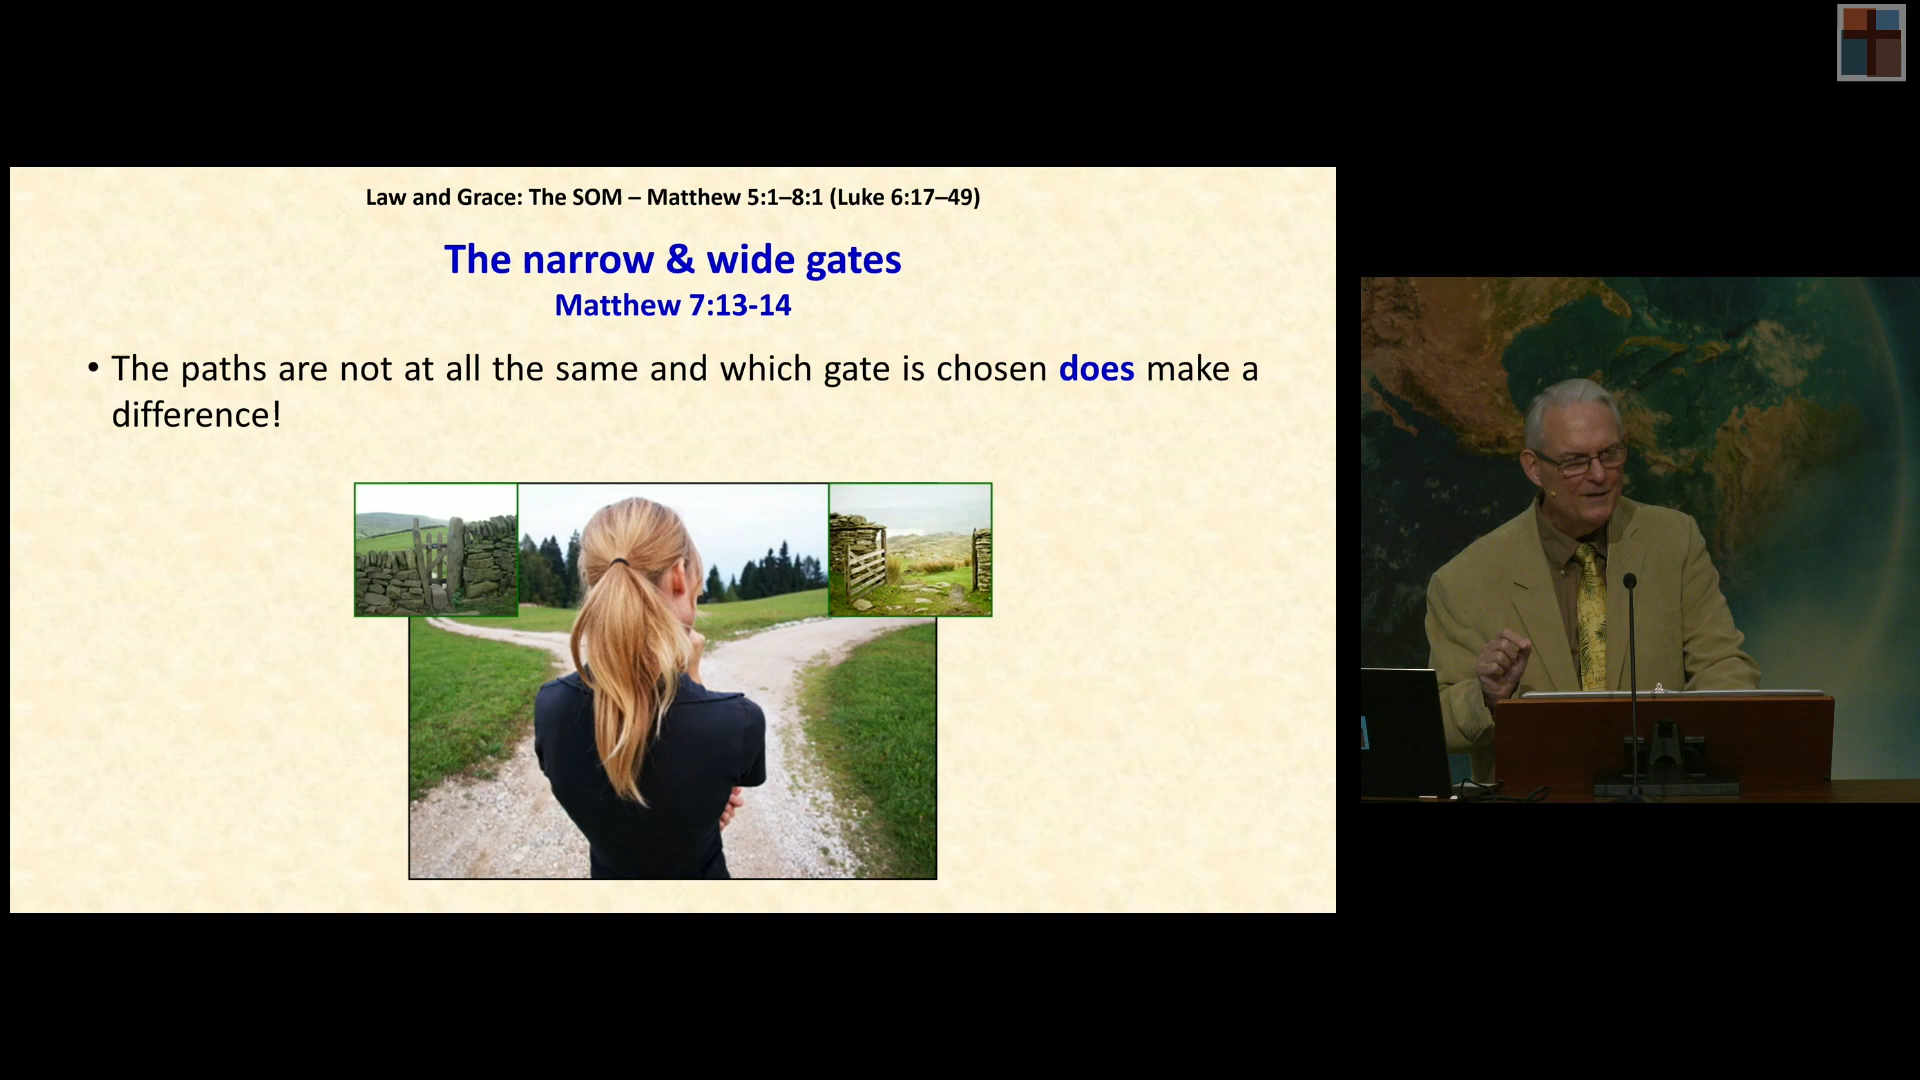 Law and Grace: The SOM – Matthew 5:1–8:1 (Luke 6:17–49)
The narrow & wide gates
Matthew 7:13-14
• The paths are not at all the same and which gate is chosen does make a
difference!